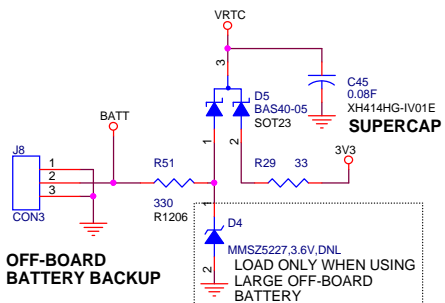 VRTC
3
D5
BAS40-05
SOT23
C45
0.08F
XH414HG-IV01E
SUPERCAP
BATT
J8
1
2
3
CON3
1
2
R51
330
R1206
R29 33
3V3
1
D4
MMSZ5227,3.6V,DNL
2
LOAD ONLY WHEN USING
LARGE OFF-BOARD
BATTERY
OFF-BOARD
BATTERY BACKUP